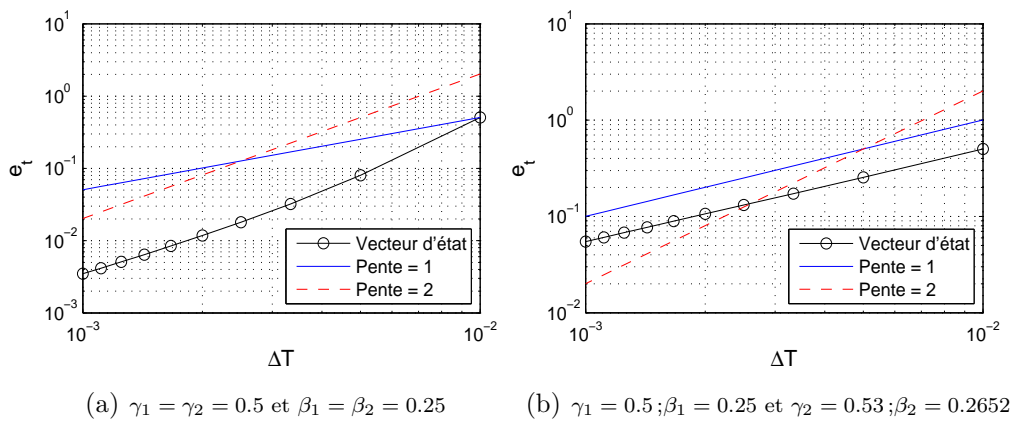 10^1
10^0
10^-1
10^-2
10^-3
e_t
10^-3
10^-2
ΔT
Vecteur d'état
Pente = 1
Pente = 2
(a) γ₁ = γ₂ = 0.5 et β₁ = β₂ = 0.25
10^1
10^0
10^-1
10^-2
e_t
10^-3
10^-2
ΔT
Vecteur d'état
Pente = 1
Pente = 2
(b) γ₁ = 0.5 ;β₁ = 0.25 et γ₂ = 0.53 ;β₂ = 0.2652